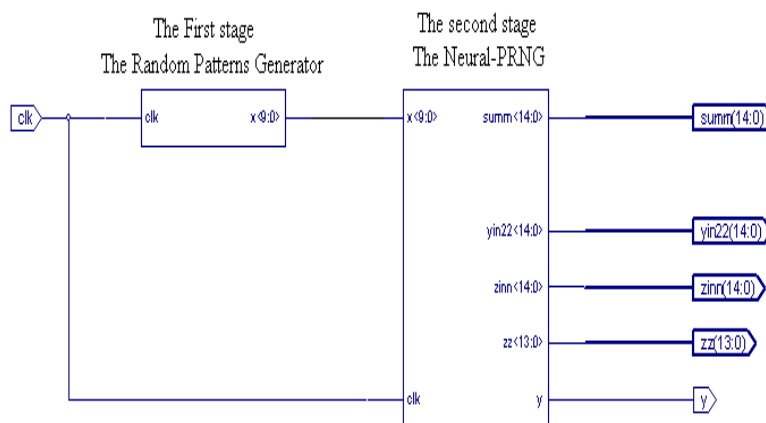 The First stage
The Random Patterns Generator
The second stage
The Neural-PRNG
clk
clk
x<9:0>
x<9:0>
summ<14:0>
summ(14:0)
yin22<14:0>
yin22(14:0)
zinn<14:0>
zinn(14:0)
zz<13:0>
zz(13:0)
clk
y
y